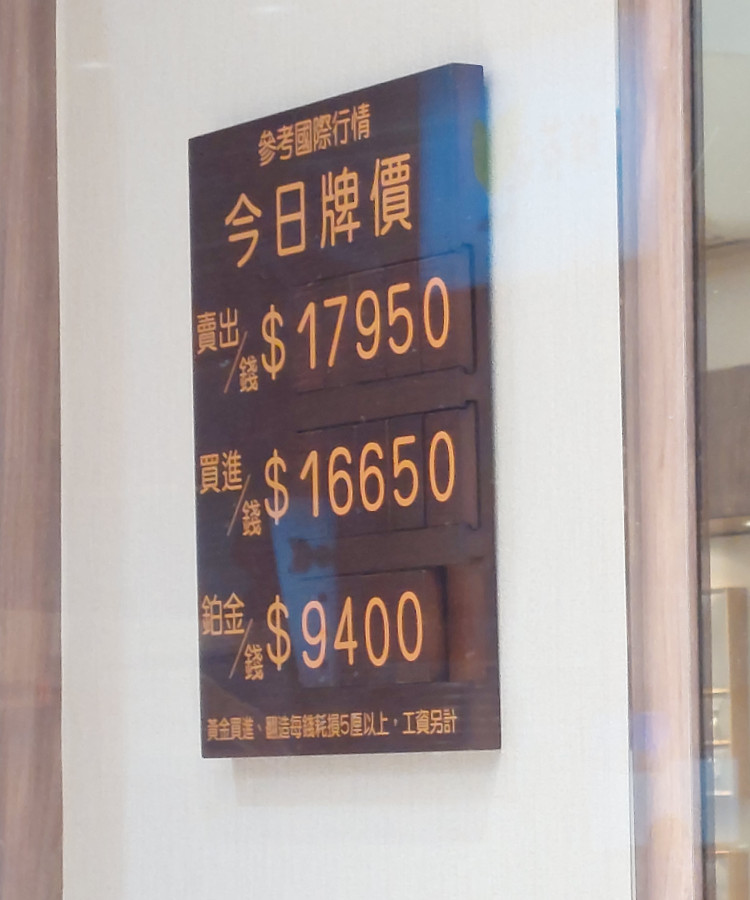 參考國際行情
今日牌價
賣出/錢 $17950
買進/錢 $16650
鉑金/錢 $9400
黃金買進、翻造每錢耗損5厘以上，工資另計